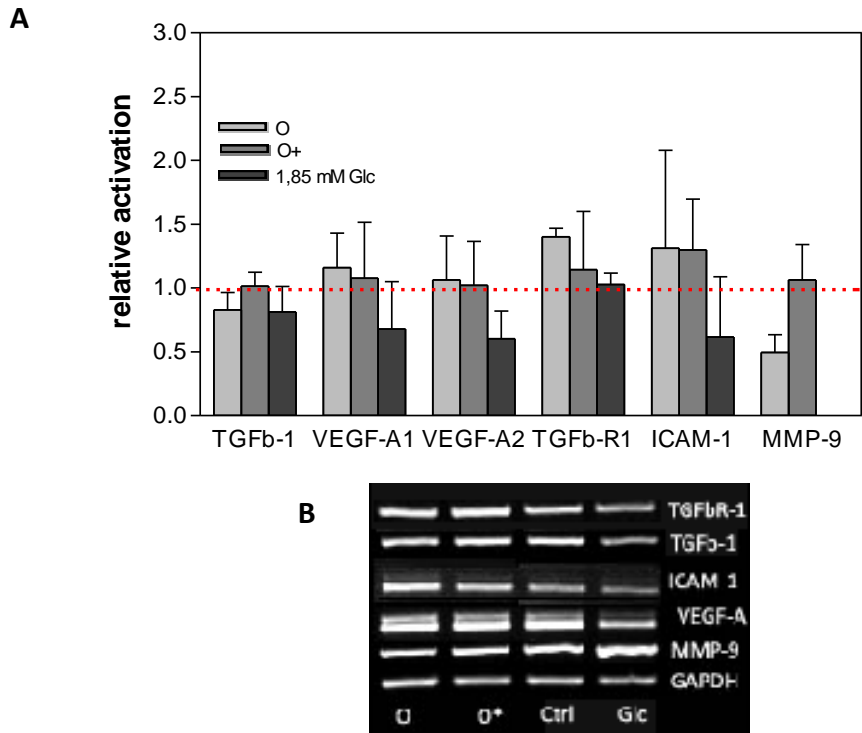 A
3.0
2.5
2.0
1.5
1.0
0.5
0.0
relative activation
O
O+
1,85 mM Glc
TGFb-1 VEGF-A1 VEGF-A2 TGFb-R1 ICAM-1 MMP-9
B
TGFbR-1
TGFb-1
ICAM 1
VEGF-A
MMP-9
GAPDH
O O+ Ctrl Glc